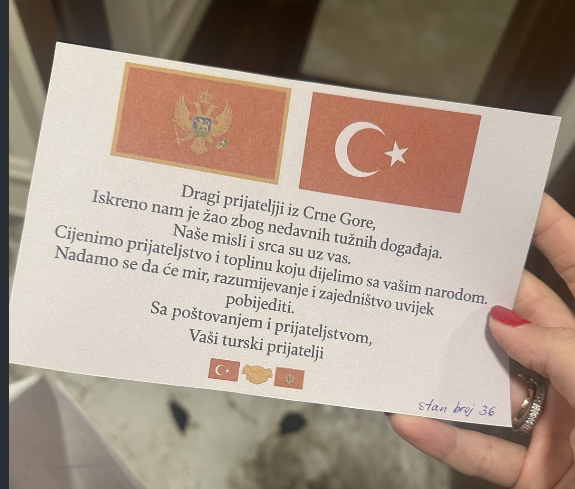 Dragi prijateljji iz Crne Gore,
Iskreno nam je žao zbog nedavnih tužnih događaja.
Naše misli i srca su uz vas.
Cijenimo prijateljstvo i toplinu koju dijelimo sa vašim narodom.
Nadamo se da će mir, razumijevanje i zajedništvo uvijek
pobijediti.
Sa poštovanjem i prijateljstvom,
Vaši turski prijatelji
stan broj 36